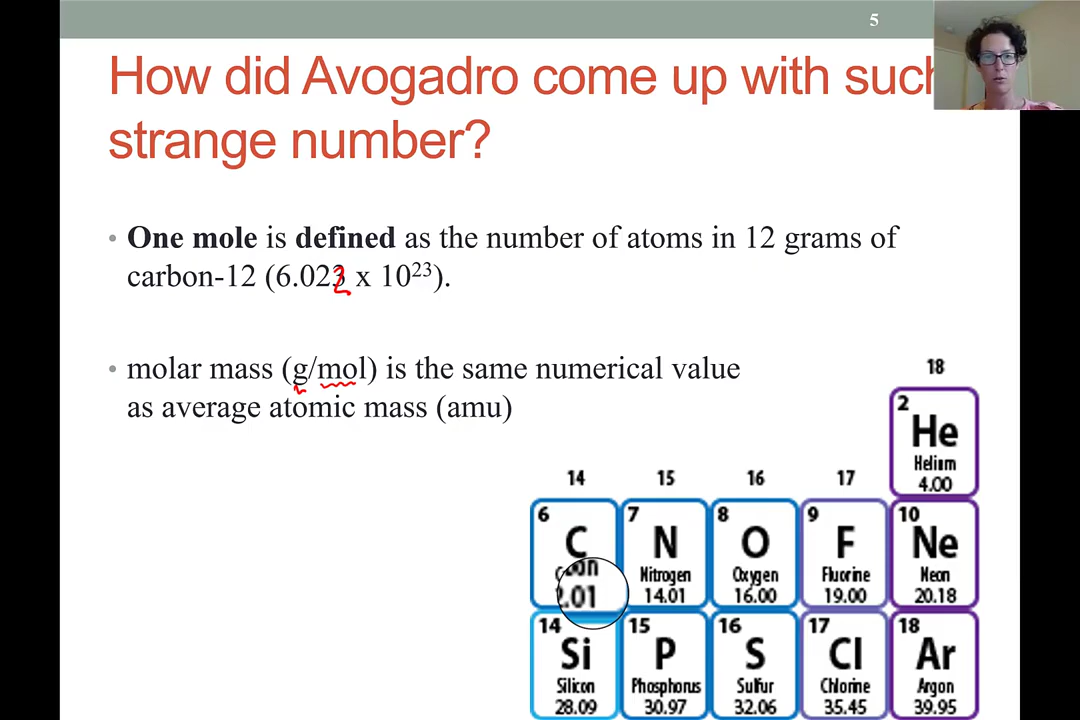 5
How did Avogadro come up with such
strange number?
• One mole is defined as the number of atoms in 12 grams of
carbon-12 (6.022 x 10²³).
• molar mass (g/mol) is the same numerical value
as average atomic mass (amu)
18
2
He
Helium
4.00
14 15 16 17
6 7 8 9 10
C N O F Ne
Nitrogen Oxygen Fluorine Neon
.01 14.01 16.00 19.00 20.18
14 15 16 17 18
Si P S Cl Ar
Silicon Phosphorus Sulfur Chlorine Argon
28.09 30.97 32.06 35.45 39.95